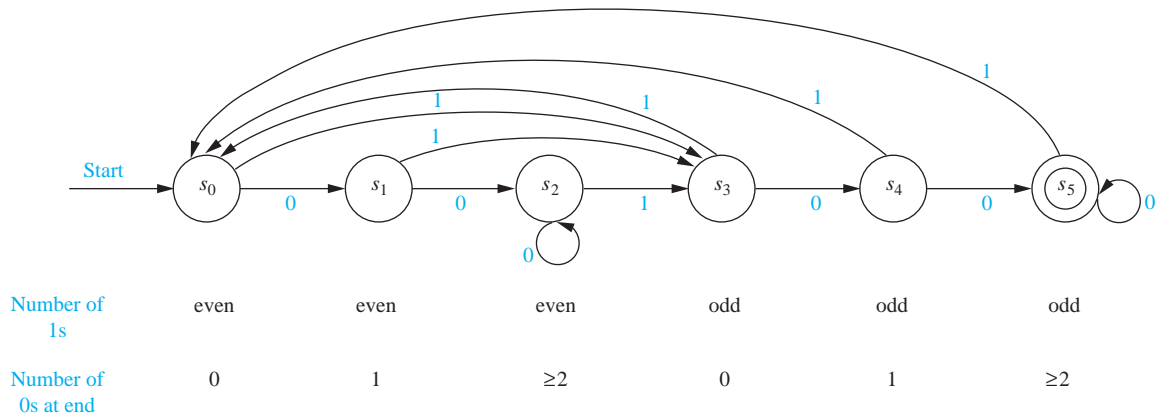 1
1
1 1
1
Start
s0 s1 s2 s3 s4 s5
0 0 1 0 0 0
0
Number of 1s even even even odd odd odd
Number of 0s at end 0 1 ≥2 0 1 ≥2